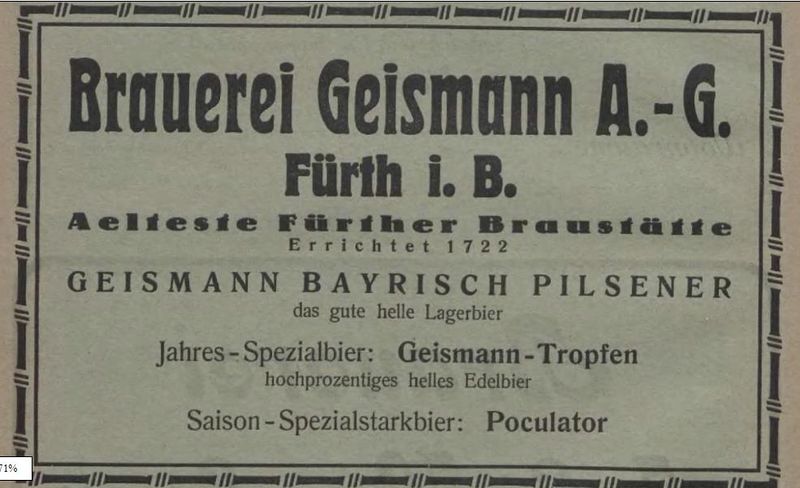 Brauerei Geismann A.-G.
Fürth i. B.
Aelteste Fürther Braustätte
Errichtet 1722
GEISMANN BAYRISCH PILSENER
das gute helle Lagerbier
Jahres-Spezialbier: Geismann-Tropfen
hochprozentiges helles Edelbier
Saison-Spezialstarkbier: Poculator
71%